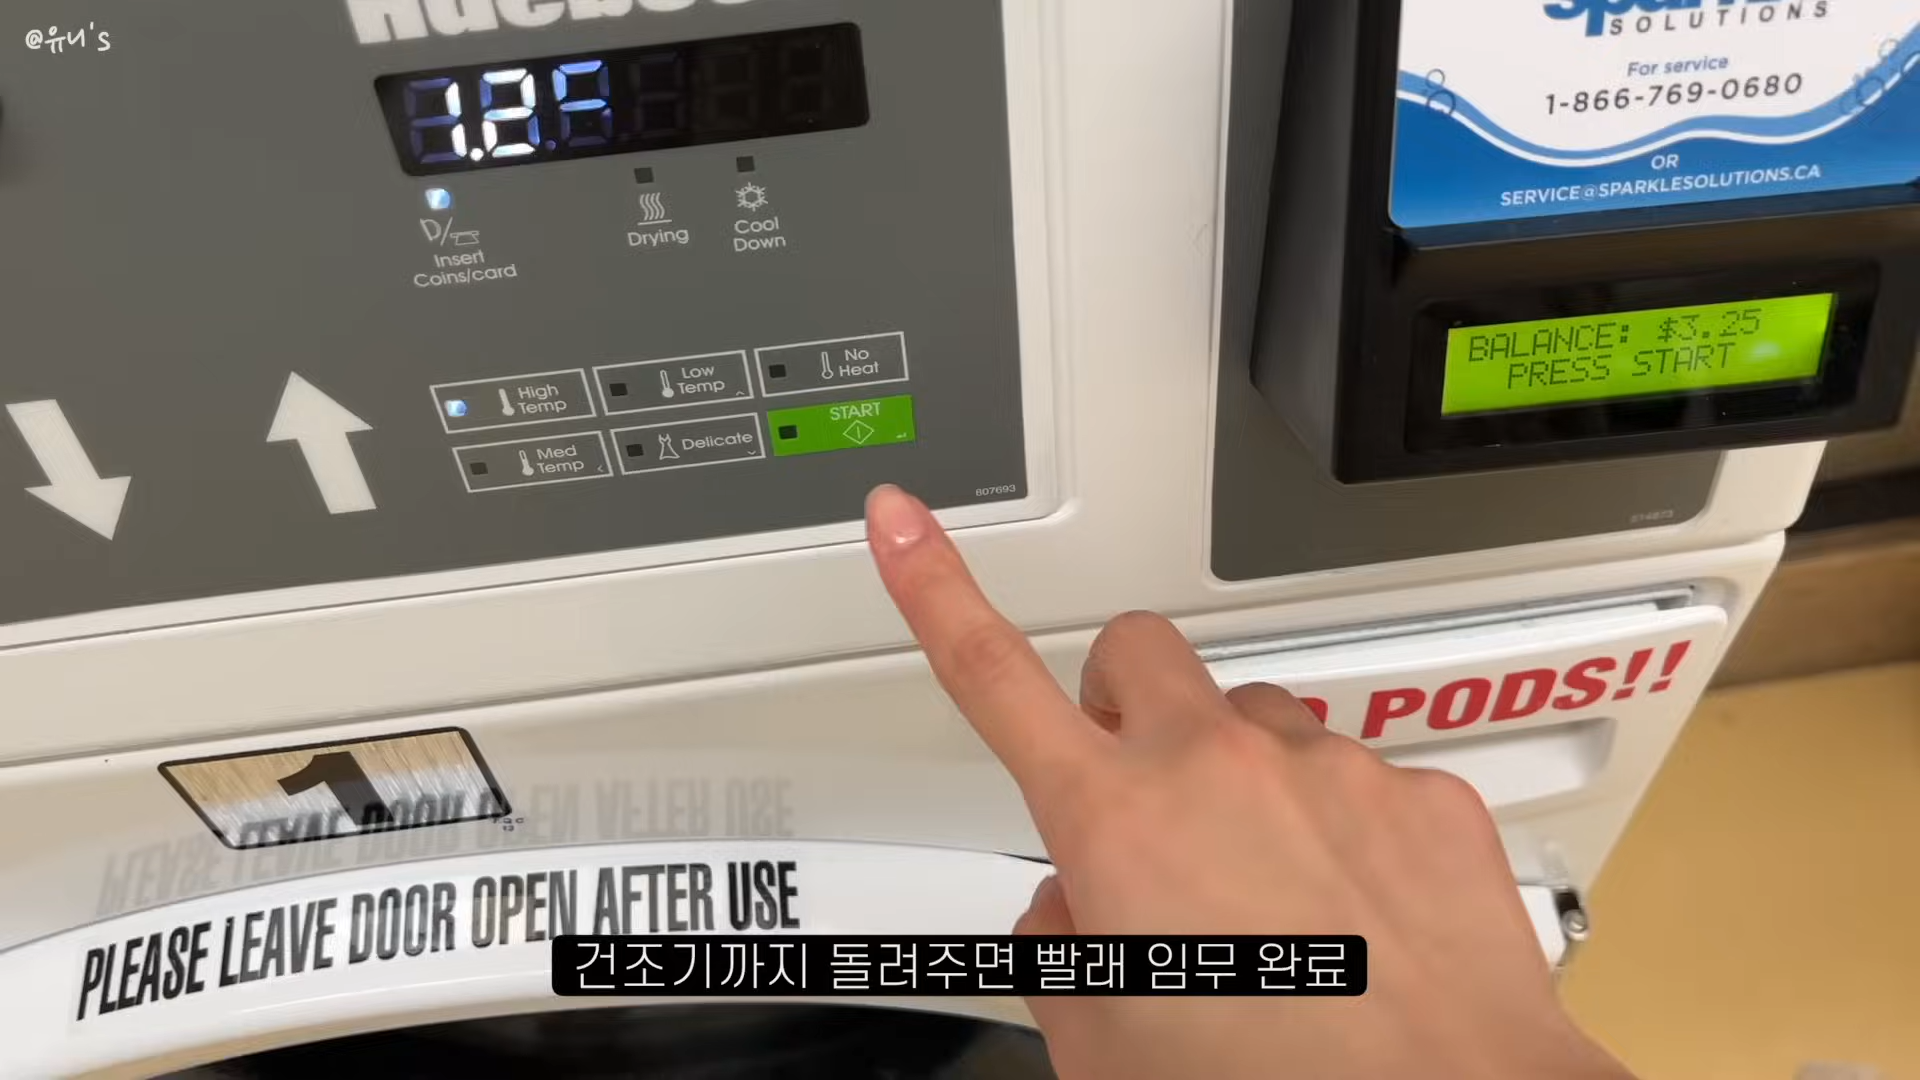 @유니's
SOLUTIONS
For service
1-866-769-0680
OR
SERVICE@SPARKLESOLUTIONS.CA
Insert
Coins/card
Drying
Cool
Down
BALANCE: $3.25
PRESS START
High
Temp
Low
Temp
No
Heat
Med
Temp
Delicate
START
807693
PODS!!
1
PLEASE LEAVE DOOR OPEN AFTER USE
건조기까지 돌려주면 빨래 임무 완료